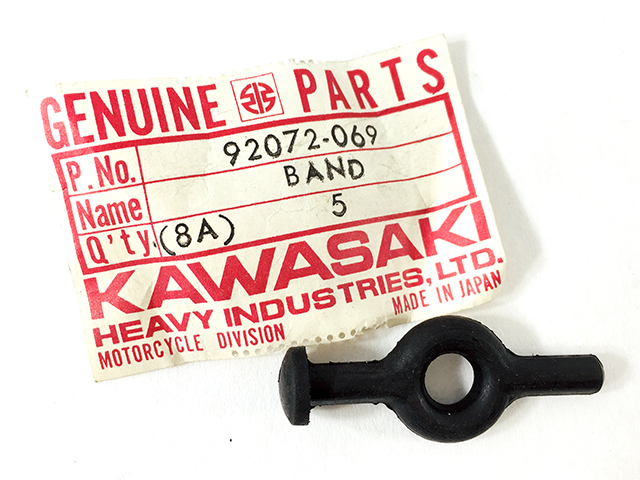 GENUINE PARTS
P.No. 92072-069
Name BAND
Q'ty. (8A) 5
KAWASAKI
HEAVY INDUSTRIES, LTD.
MOTORCYCLE DIVISION MADE IN JAPAN